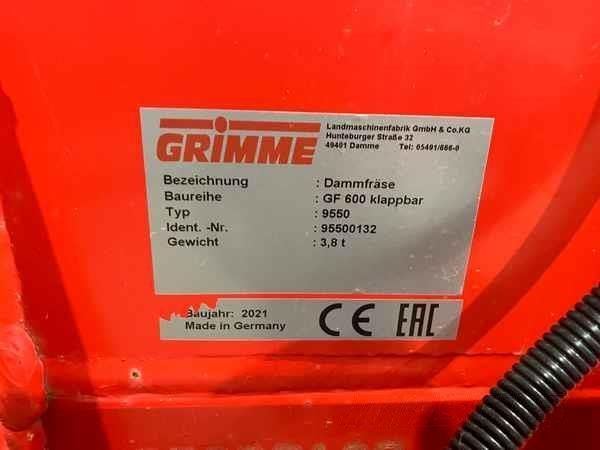 GRIMME
Landmaschinenfabrik GmbH & Co.KG
Hunteburger Straße 32
49401 Damme Tel: 05491/666-0
Bezeichnung : Dammfräse
Baureihe : GF 600 klappbar
Typ : 9550
Ident. -Nr. : 95500132
Gewicht : 3,8 t
Baujahr: 2021
Made in Germany
CE EAC